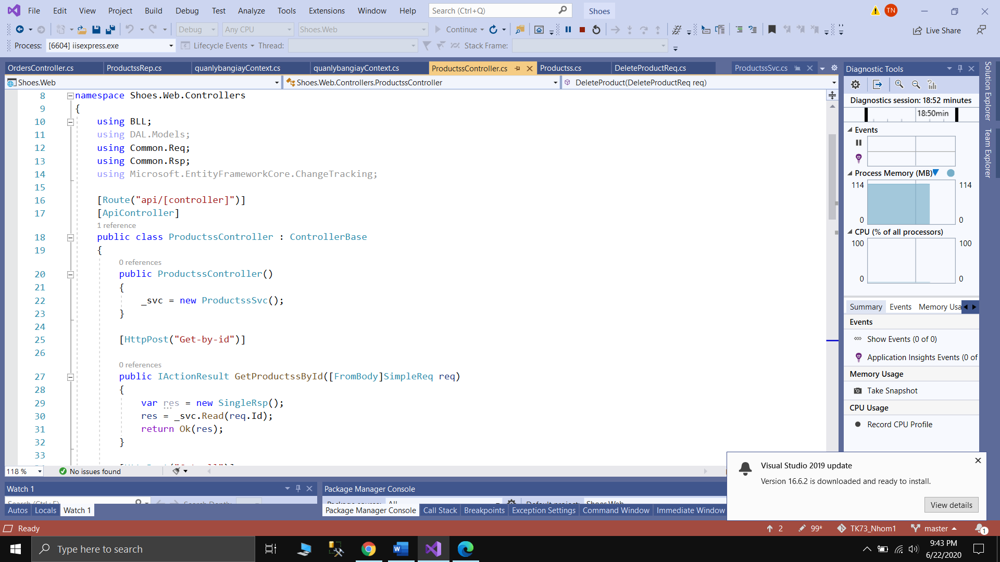 File Edit View Project Build Debug Test Analyze Tools Extensions Window Help Search (Ctrl+Q) Shoes TN
Debug Any CPU Shoes.Web Continue Live Share
Process: [6604] iisexpress.exe Lifecycle Events Thread: Stack Frame:
OrdersController.cs ProductssRep.cs quanlybangiayContext.cs quanlybangiayContext.cs ProductssController.cs Productss.cs DeleteProductReq.cs ProductssSvc.cs
Shoes.Web Shoes.Web.Controllers.ProductssController DeleteProduct(DeleteProductReq req)
8 namespace Shoes.Web.Controllers
9 {
10 using BLL;
11 using DAL.Models;
12 using Common.Req;
13 using Common.Rsp;
14 using Microsoft.EntityFrameworkCore.ChangeTracking;
15
16 [Route("api/[controller]")]
17 [ApiController]
1 reference
18 public class ProductssController : ControllerBase
19 {
0 references
20 public ProductssController()
21 {
22 _svc = new ProductssSvc();
23 }
24
25 [HttpPost("Get-by-id")]
26
0 references
27 public IActionResult GetProductssById([FromBody]SimpleReq req)
28 {
29 var res = new SingleRsp();
30 res = _svc.Read(req.Id);
31 return Ok(res);
32 }
33
118 % No issues found
Diagnostic Tools
Diagnostics session: 18:52 minutes
18:50min
Events
Process Memory (MB)
114 114
0 0
CPU (% of all processors)
100 100
0 0
Summary Events Memory Usa
Events
Show Events (0 of 0)
Application Insights Events (0 of
Memory Usage
Take Snapshot
CPU Usage
Record CPU Profile
Solution Explorer
Team Explorer
Visual Studio 2019 update
Version 16.6.2 is downloaded and ready to install.
View details
Watch 1
Search (Ctrl+E) Search Depth:
Autos Locals Watch 1
Package Manager Console
Package source: All Default project: Shoes.Web
Package Manager Console Call Stack Breakpoints Exception Settings Command Window Immediate Window
Ready 2 99* TK73_Nhom1 master 1
Type here to search
9:43 PM
6/22/2020